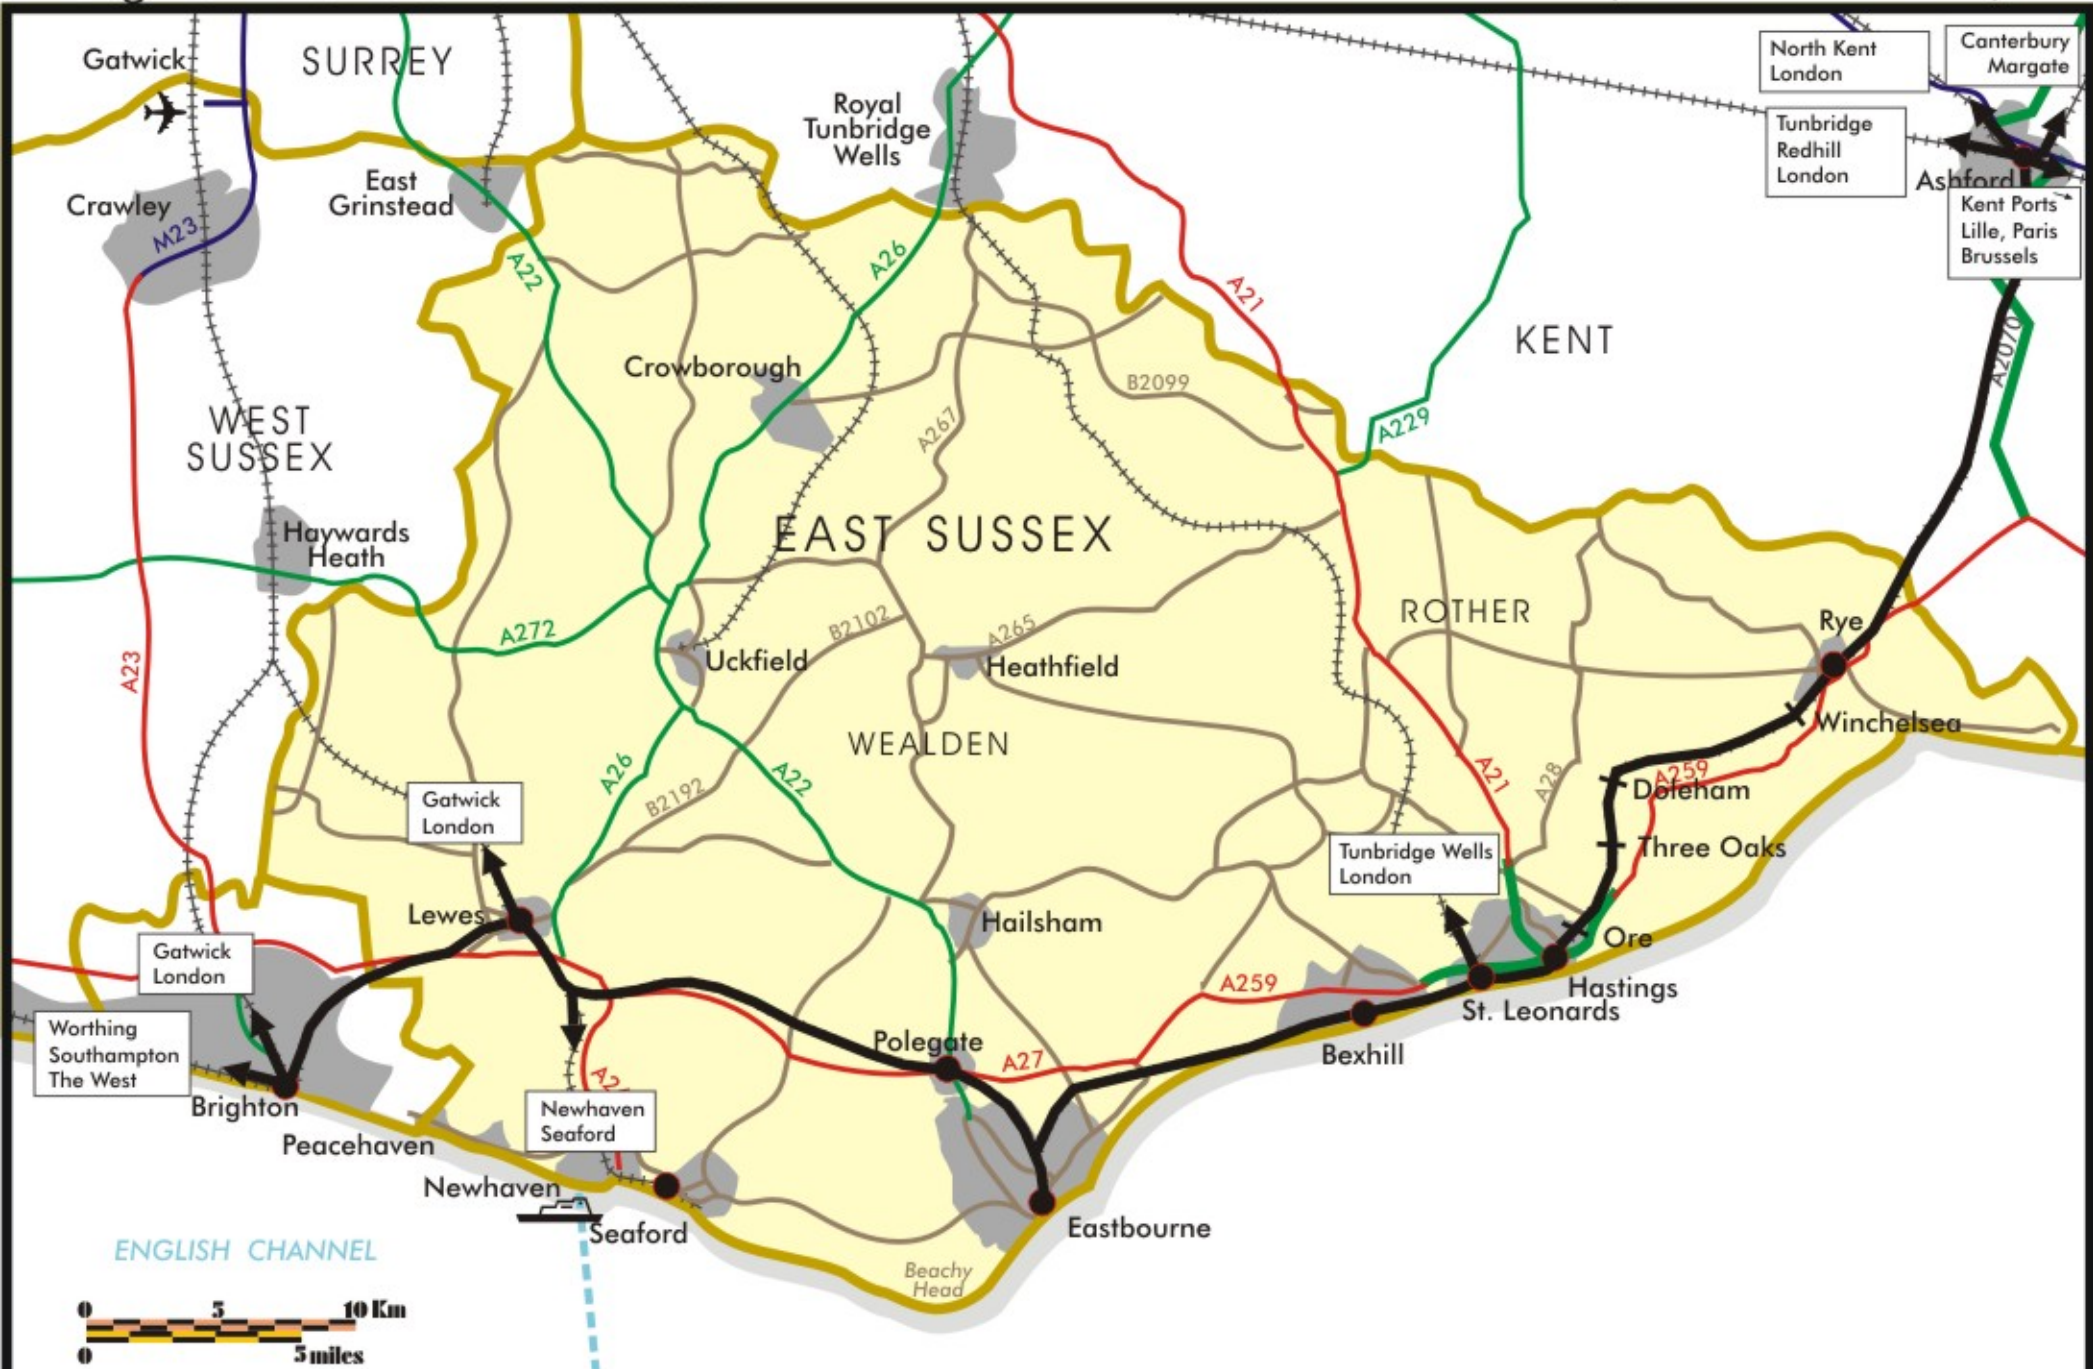 Gatwick
SURREY
Royal
Tunbridge
Wells
North Kent
London
Canterbury
Margate
Tunbridge
Redhill
London
Ashford
Kent Ports
Lille, Paris
Brussels
Crawley
M23
East
Grinstead
A22
A26
A21
KENT
A2070
Crowborough
B2099
A229
A267
WEST
SUSSEX
EAST SUSSEX
Haywards
Heath
A272
A23
Uckfield
B2102
A265
Heathfield
ROTHER
Rye
Winchelsea
WEALDEN
A26
B2192
A22
A21
A28
A259
Doleham
Three Oaks
Gatwick
London
Tunbridge Wells
London
Lewes
Hailsham
Ore
Hastings
St. Leonards
Gatwick
London
A259
Bexhill
Worthing
Southampton
The West
Polegate
A27
Brighton
Peacehaven
Newhaven
Seaford
Newhaven
Seaford
Eastbourne
Beachy
Head
ENGLISH CHANNEL
0 5 10 Km
0 5 miles